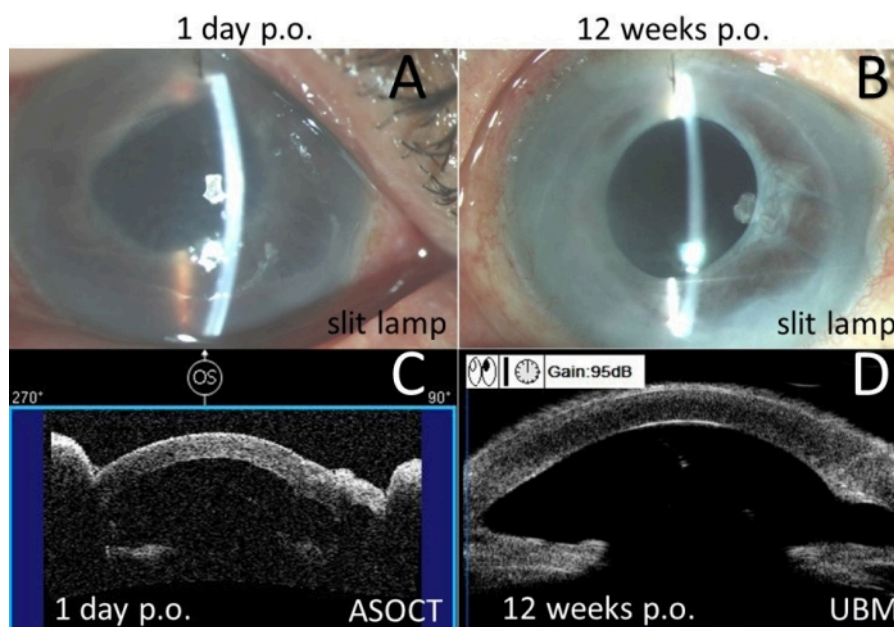 1 day p.o.
12 weeks p.o.
A
B
slit lamp
slit lamp
C
OS
270°
90°
D
Gain:95dB
1 day p.o.
ASOCT
12 weeks p.o.
UBM